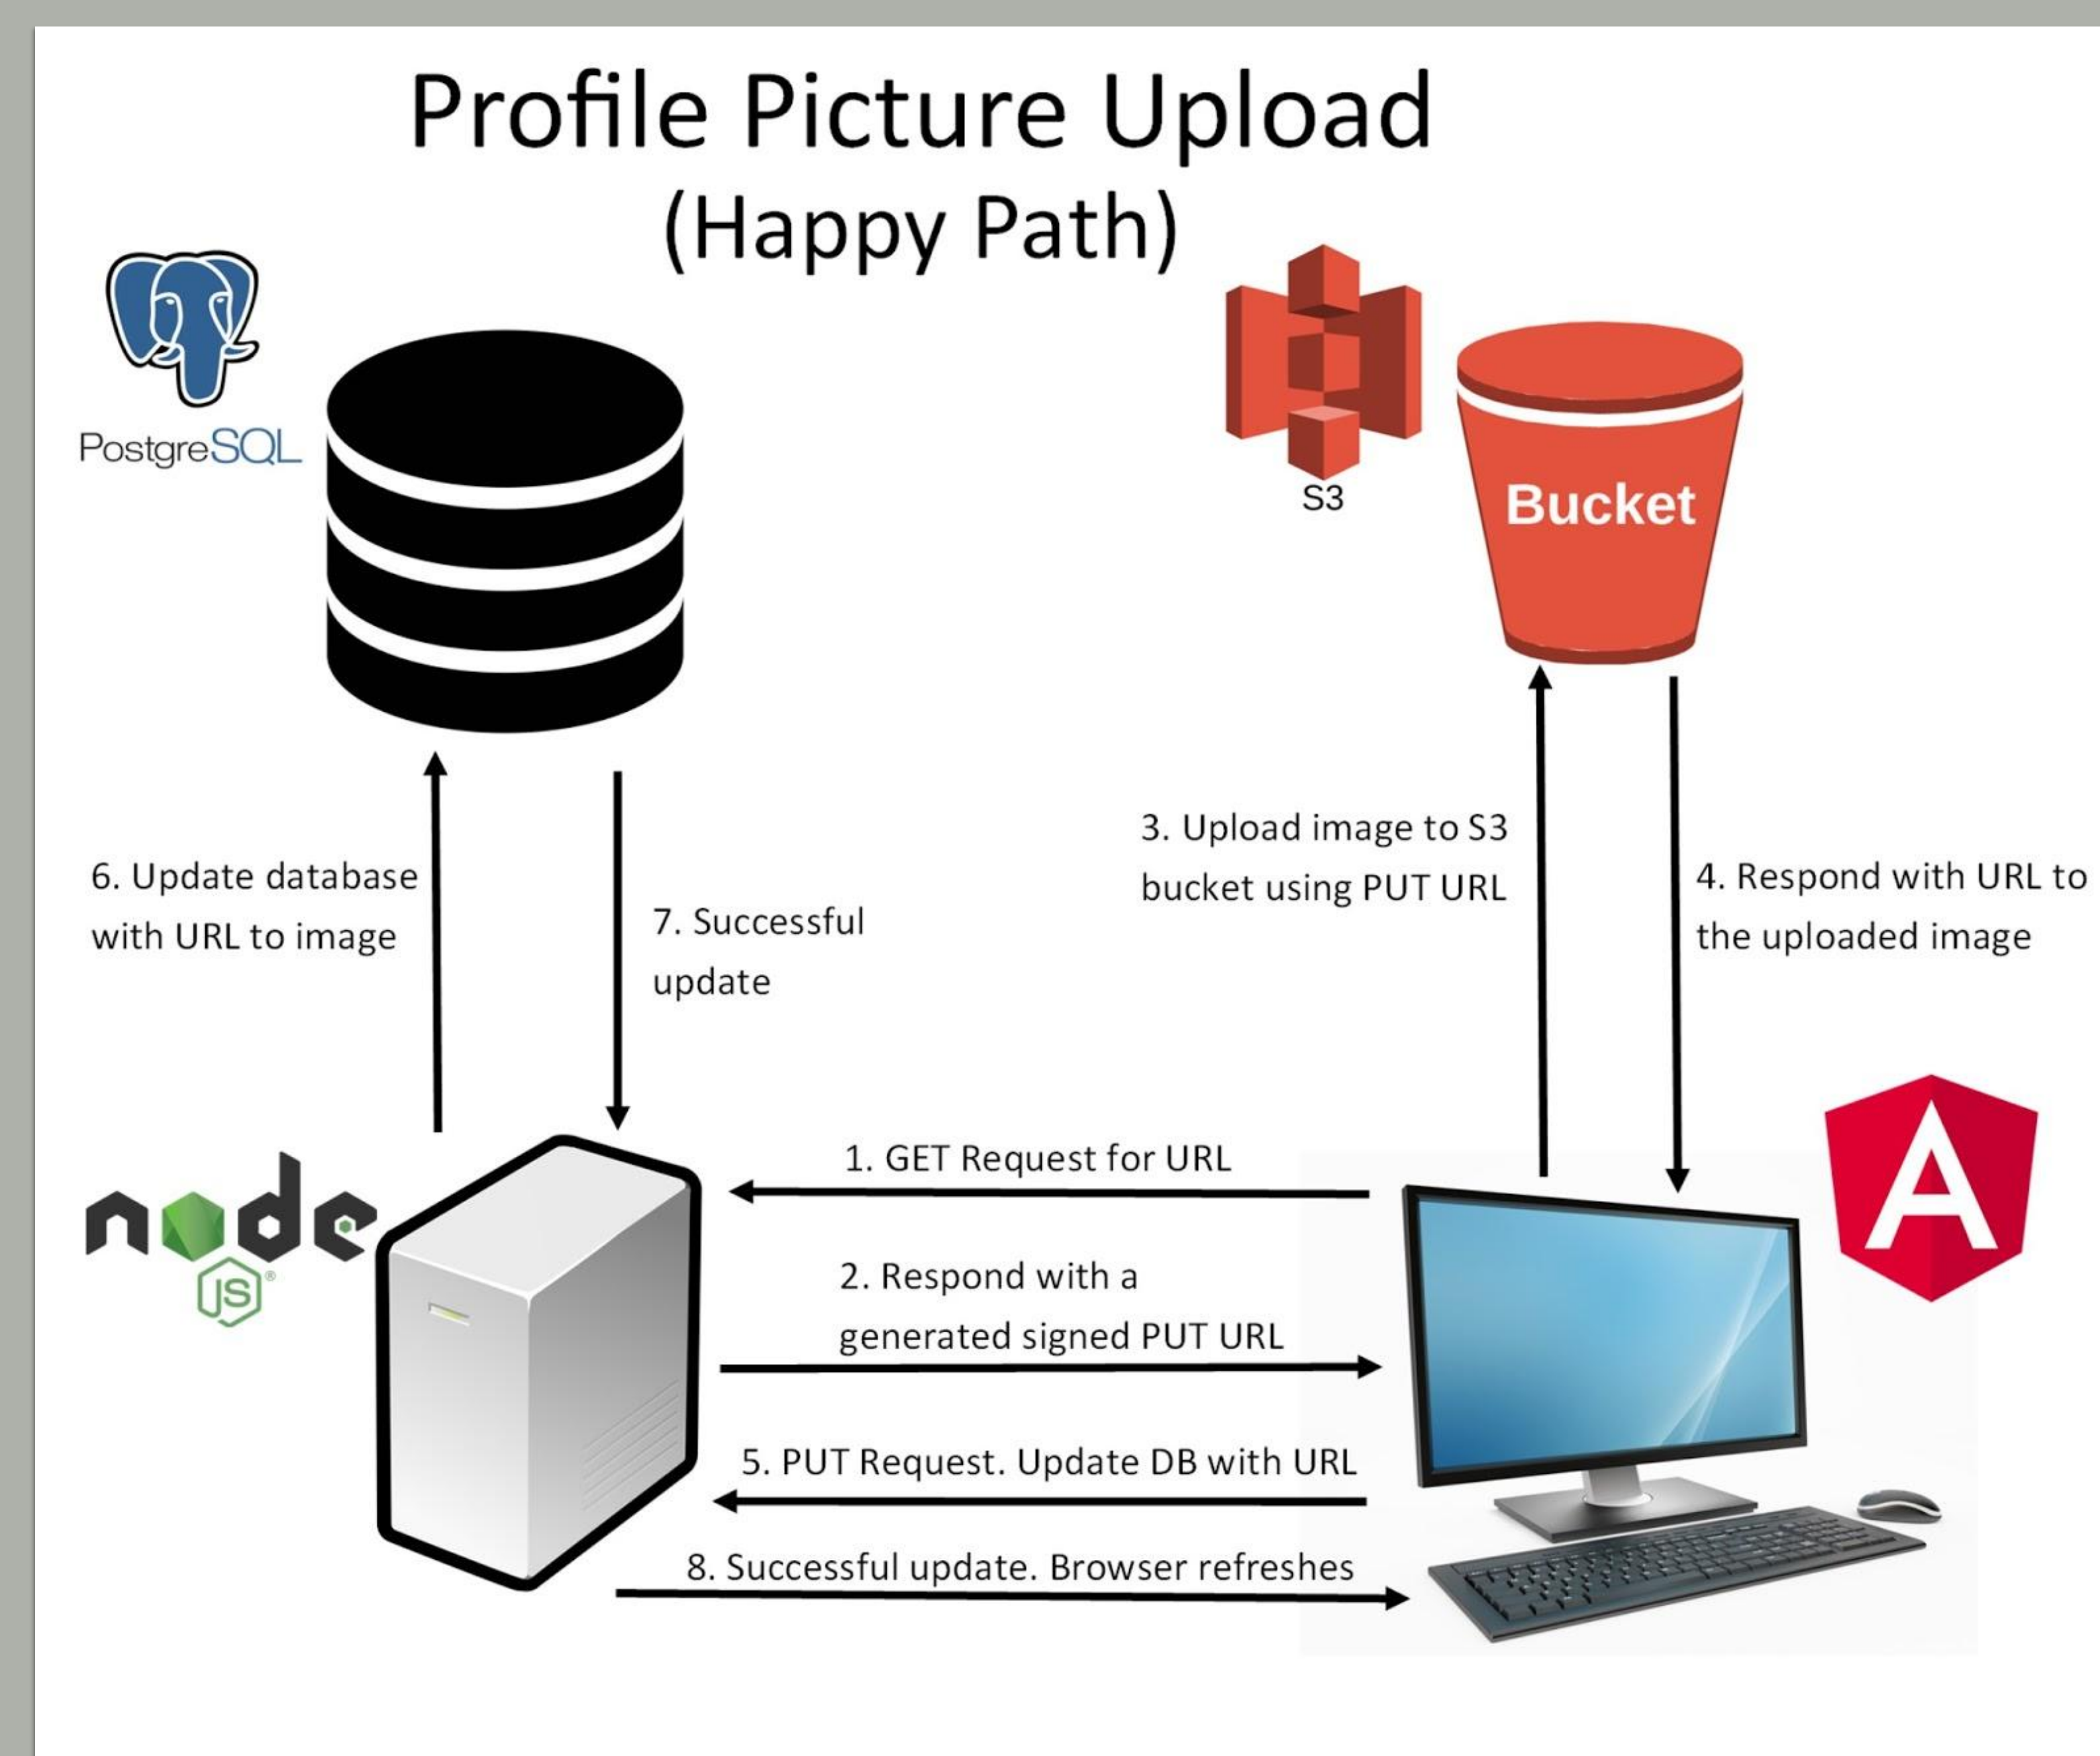 Profile Picture Upload
(Happy Path)
PostgreSQL
S3
Bucket
3. Upload image to S3
bucket using PUT URL
4. Respond with URL to
the uploaded image
6. Update database
with URL to image
7. Successful
update
node
JS®
A
1. GET Request for URL
2. Respond with a
generated signed PUT URL
5. PUT Request. Update DB with URL
8. Successful update. Browser refreshes